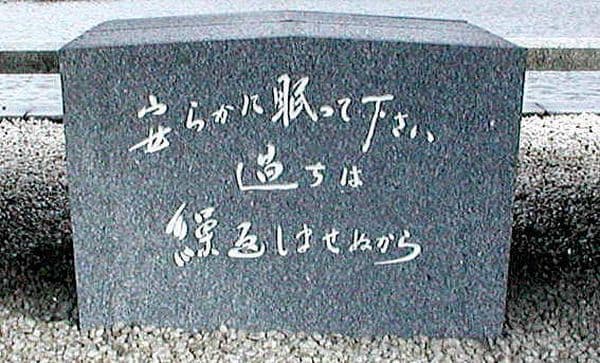 安らかに眠って下さい
過ちは
繰返しませぬから